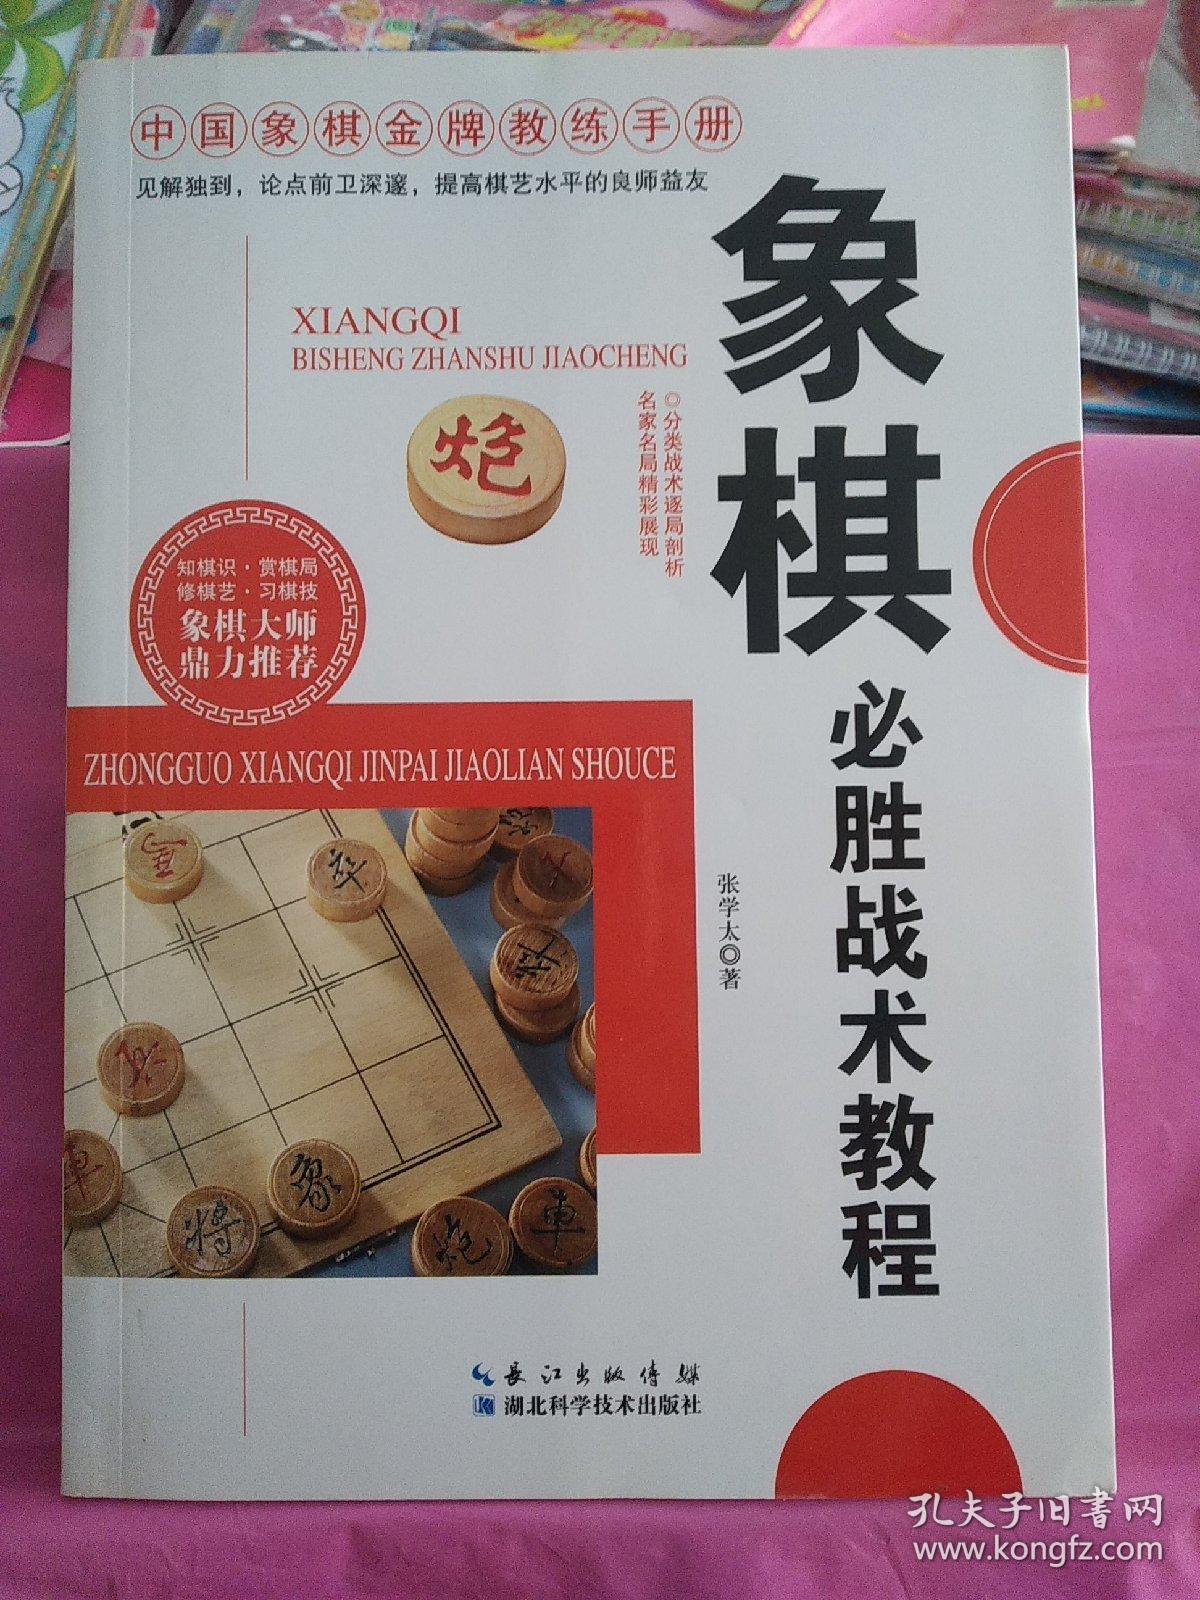 中国象棋金牌教练手册
见解独到，论点前卫深邃，提高棋艺水平的良师益友
XIANGQI
BISHENG ZHANSHU JIAOCHENG
象棋
必胜战术教程
◎分类战术逐局剖析
名家名局精彩展现
炮
知棋识·赏棋局
修棋艺·习棋技
象棋大师
鼎力推荐
ZHONGGUO XIANGQI JINPAI JIAOLIAN SHOUCE
张学太◎著
卒
車
将
象
炮
車
長江出版传媒
湖北科学技术出版社
孔夫子旧书网
www.kongfz.com